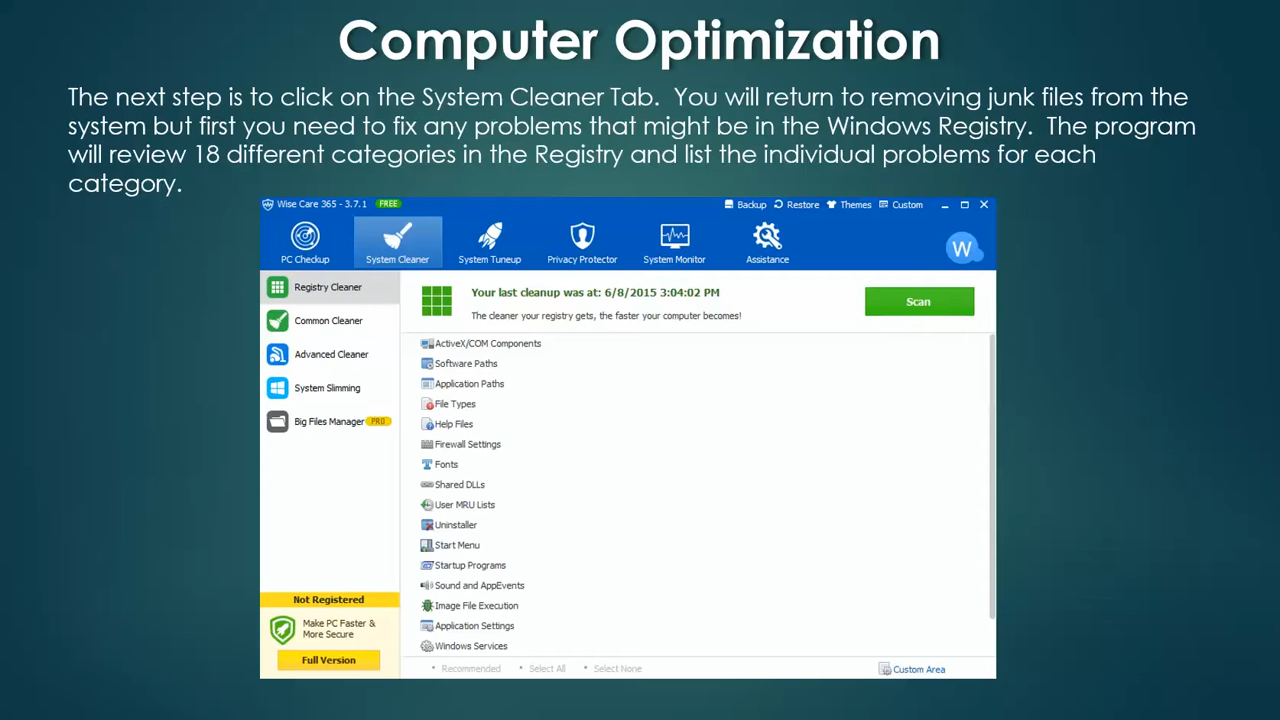 Computer Optimization
The next step is to click on the System Cleaner Tab.  You will return to removing junk files from the
system but first you need to fix any problems that might be in the Windows Registry.  The program
will review 18 different categories in the Registry and list the individual problems for each
category.
Wise Care 365 - 3.7.1 FREE Backup Restore Themes Custom
PC Checkup System Cleaner System Tuneup Privacy Protector System Monitor Assistance W
Registry Cleaner
Common Cleaner
Advanced Cleaner
System Slimming
Big Files Manager PRO
Your last cleanup was at: 6/8/2015 3:04:02 PM
The cleaner your registry gets, the faster your computer becomes!
Scan
ActiveX/COM Components
Software Paths
Application Paths
File Types
Help Files
Firewall Settings
Fonts
Shared DLLs
User MRU Lists
Uninstaller
Start Menu
Startup Programs
Sound and AppEvents
Image File Execution
Application Settings
Windows Services
Not Registered
Make PC Faster &
More Secure
Full Version
Recommended Select All Select None Custom Area